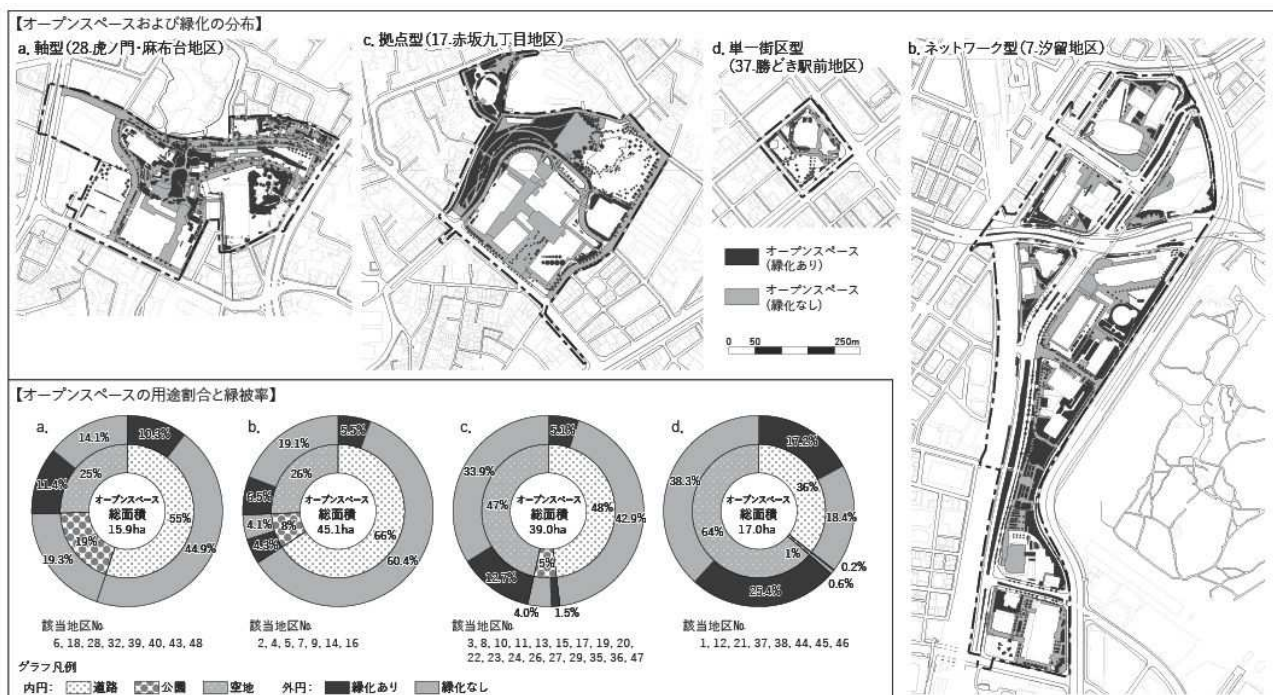 【オープンスペースおよび緑化の分布】
a. 軸型(28.虎ノ門・麻布台地区)
c. 拠点型(17.赤坂九丁目地区)
d. 単一街区型
(37.勝どき駅前地区)
b. ネットワーク型(7.汐留地区)
オープンスペース
(緑化あり)
オープンスペース
(緑化なし)
0 50 250m
【オープンスペースの用途割合と緑被率】
a.
14.1%
10.3%
25%
11.4%
オープンスペース
総面積
15.9ha
55%
19%
19.3%
44.9%
該当地区No.
6, 18, 28, 32, 39, 40, 43, 48
b.
5.5%
19.1%
26%
6.5%
オープンスペース
総面積
45.1ha
4.1%
8%
66%
4.3%
60.4%
該当地区No.
2, 4, 5, 7, 9, 14, 16
c.
5.1%
33.9%
47%
オープンスペース
総面積
39.0ha
48%
42.9%
5%
12.7%
4.0%
1.5%
該当地区No.
3, 8, 10, 11, 13, 15, 17, 19, 20,
22, 23, 24, 26, 27, 29, 35, 36, 47
d.
17.2%
38.3%
36%
オープンスペース
総面積
17.0ha
64%
18.4%
1%
0.2%
0.6%
25.4%
該当地区No.
1, 12, 21, 37, 38, 44, 45, 46
グラフ凡例
内円: 道路 公園 空地 外円: 緑化あり 緑化なし